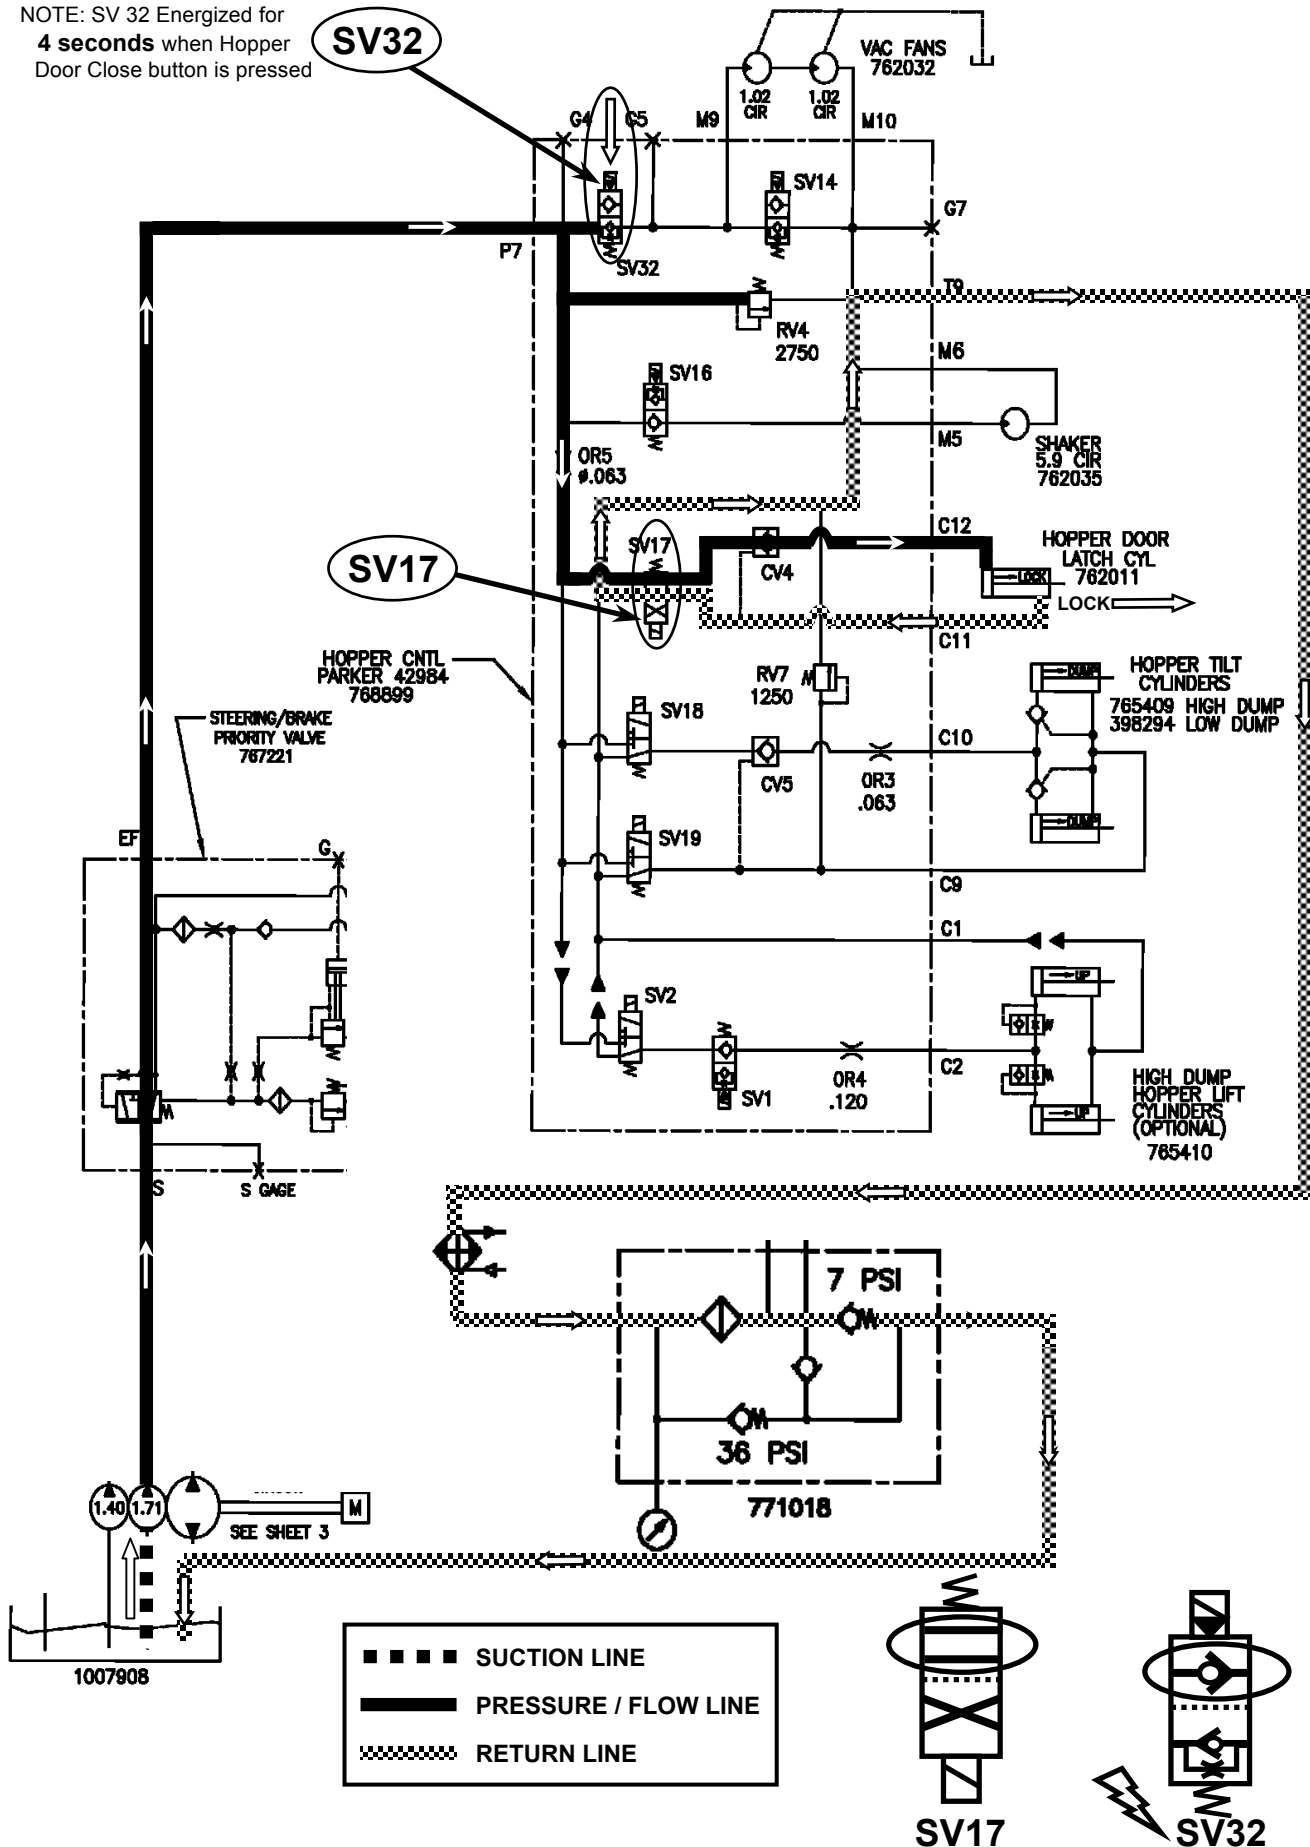 NOTE: SV 32 Energized for
4 seconds when Hopper
Door Close button is pressed
SV32
VAC FANS
762032
1.02
CIR
1.02
CIR
G4
G5
M9
M10
SV14
G7
P7
SV32
T9
RV4
2750
M6
SV16
M5
SHAKER
5.9 CIR
762035
OR5
ø.063
C12
SV17
SV17
CV4
HOPPER DOOR
LATCH CYL
762011
LOCK
LOCK
C11
HOPPER CNTL
PARKER 42984
768899
RV7
1250
DUMP
HOPPER TILT
CYLINDERS
765409 HIGH DUMP
398294 LOW DUMP
STEERING/BRAKE
PRIORITY VALVE
767221
SV18
C10
CV5
OR3
.063
DUMP
EF
G
SV19
C9
C1
SV2
UP
C2
OR4
.120
SV1
UP
HIGH DUMP
HOPPER LIFT
CYLINDERS
(OPTIONAL)
765410
S
S GAGE
7 PSI
36 PSI
771018
1.40
1.71
M
SEE SHEET 3
1007908
SUCTION LINE
PRESSURE / FLOW LINE
RETURN LINE
SV17
SV32